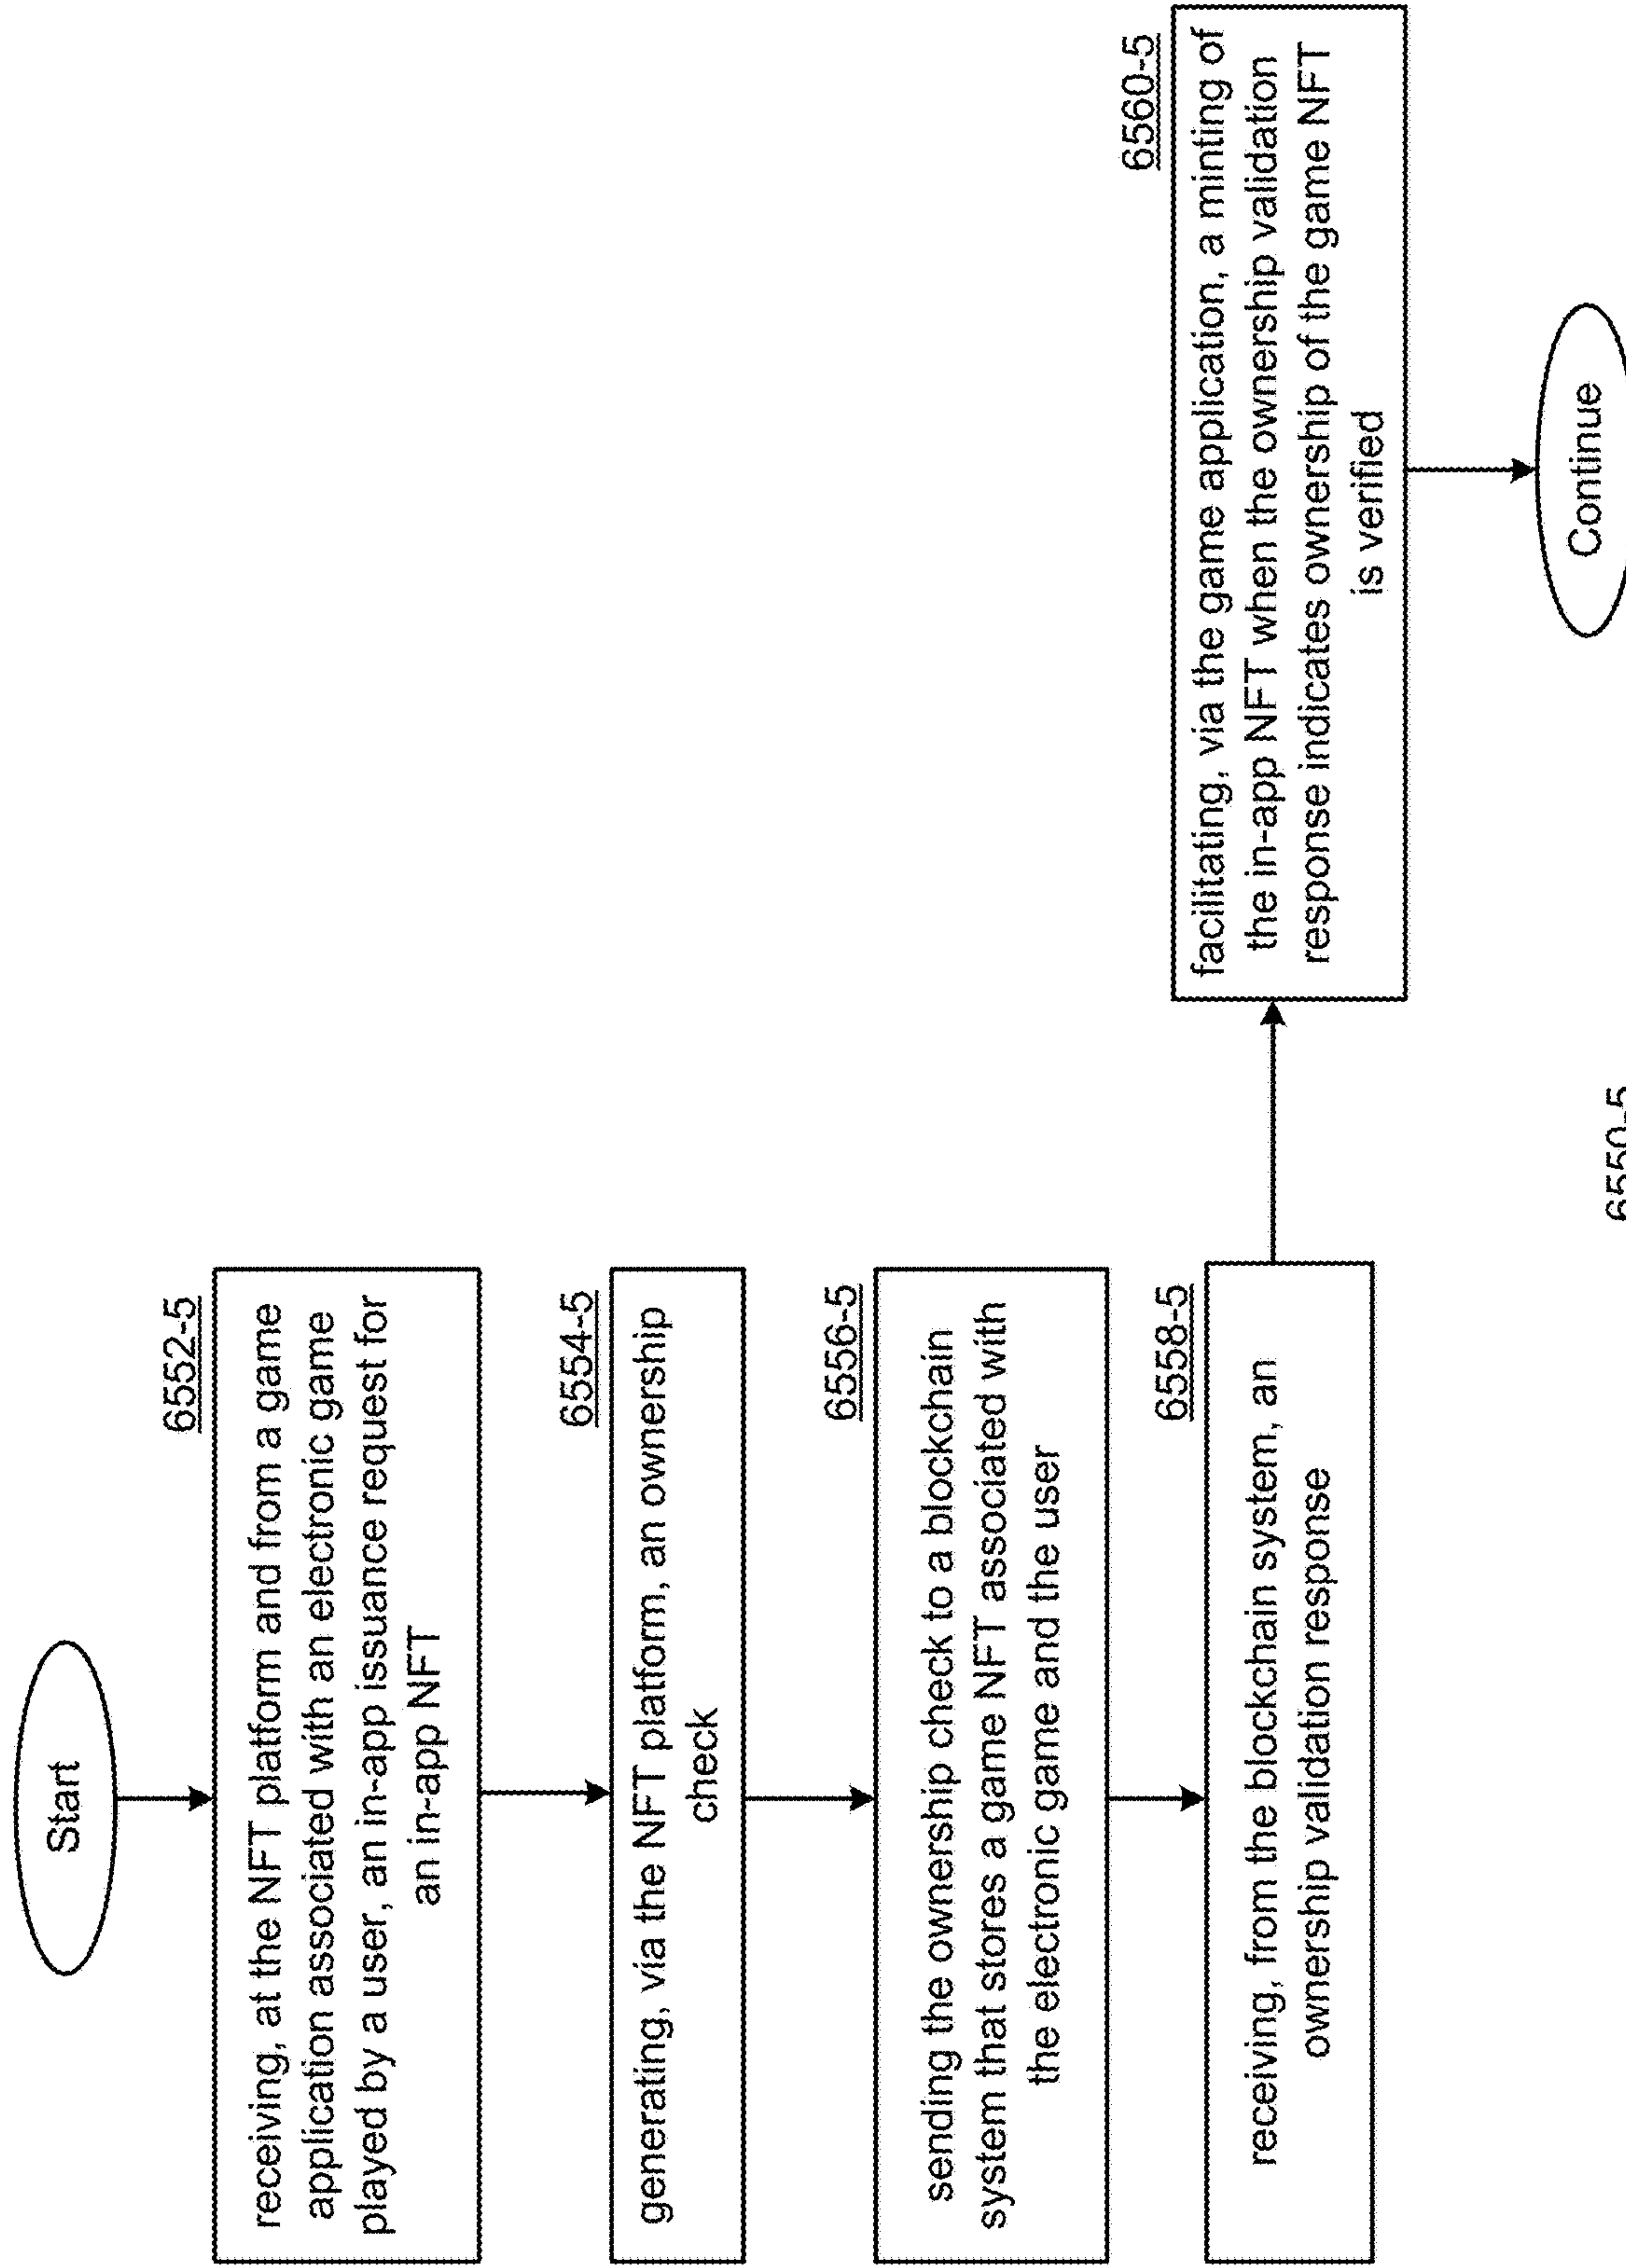 Start
6552-5
receiving, at the NFT platform and from a game
application associated with an electronic game
played by a user, an in-app issuance request for
an in-app NFT
6554-5
generating, via the NFT platform, an ownership
check
6556-5
sending the ownership check to a blockchain
system that stores a game NFT associated with
the electronic game and the user
6558-5
receiving, from the blockchain system, an
ownership validation response
6560-5
facilitating, via the game application, a minting of
the in-app NFT when the ownership validation
response indicates ownership of the game NFT
is verified
Continue
6550-5